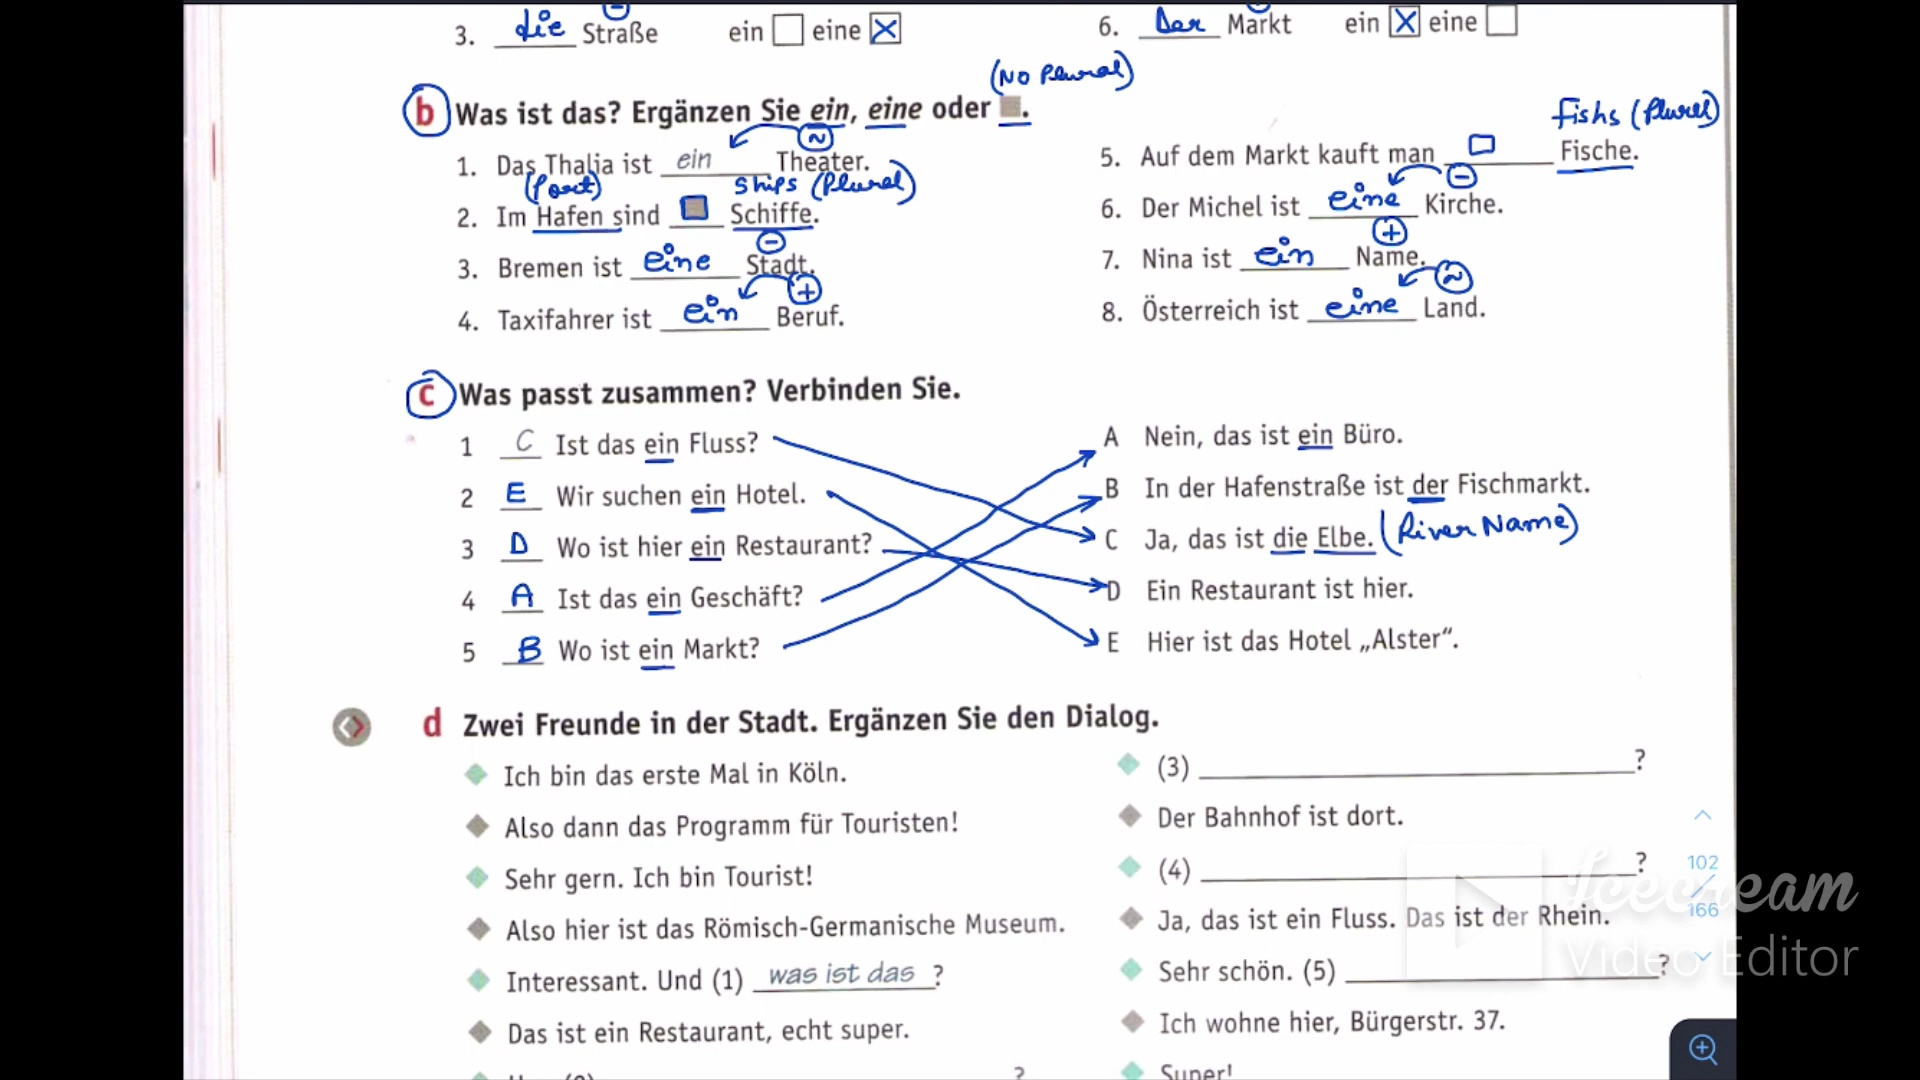 3. die Straße ein eine X
6. Der Markt ein X eine
(No Plural)
b Was ist das? Ergänzen Sie ein, eine oder .
1. Das Thalia ist ein Theater.
(Port) ships (Plural)
2. Im Hafen sind Schiffe.
3. Bremen ist eine Stadt.
4. Taxifahrer ist ein Beruf.
fishs (Plural)
5. Auf dem Markt kauft man Fische.
6. Der Michel ist eine Kirche.
7. Nina ist ein Name.
8. Österreich ist eine Land.
c Was passt zusammen? Verbinden Sie.
1 C Ist das ein Fluss?
2 E Wir suchen ein Hotel.
3 D Wo ist hier ein Restaurant?
4 A Ist das ein Geschäft?
5 B Wo ist ein Markt?
A Nein, das ist ein Büro.
B In der Hafenstraße ist der Fischmarkt.
C Ja, das ist die Elbe. (River Name)
D Ein Restaurant ist hier.
E Hier ist das Hotel „Alster“.
d Zwei Freunde in der Stadt. Ergänzen Sie den Dialog.
Ich bin das erste Mal in Köln.
Also dann das Programm für Touristen!
Sehr gern. Ich bin Tourist!
Also hier ist das Römisch-Germanische Museum.
Interessant. Und (1) was ist das ?
Das ist ein Restaurant, echt super.
?
(3) ?
Der Bahnhof ist dort.
(4) ?
Ja, das ist ein Fluss. Das ist der Rhein.
Sehr schön. (5) ?
Ich wohne hier, Bürgerstr. 37.
Super!
102
166
Icecream
Video Editor